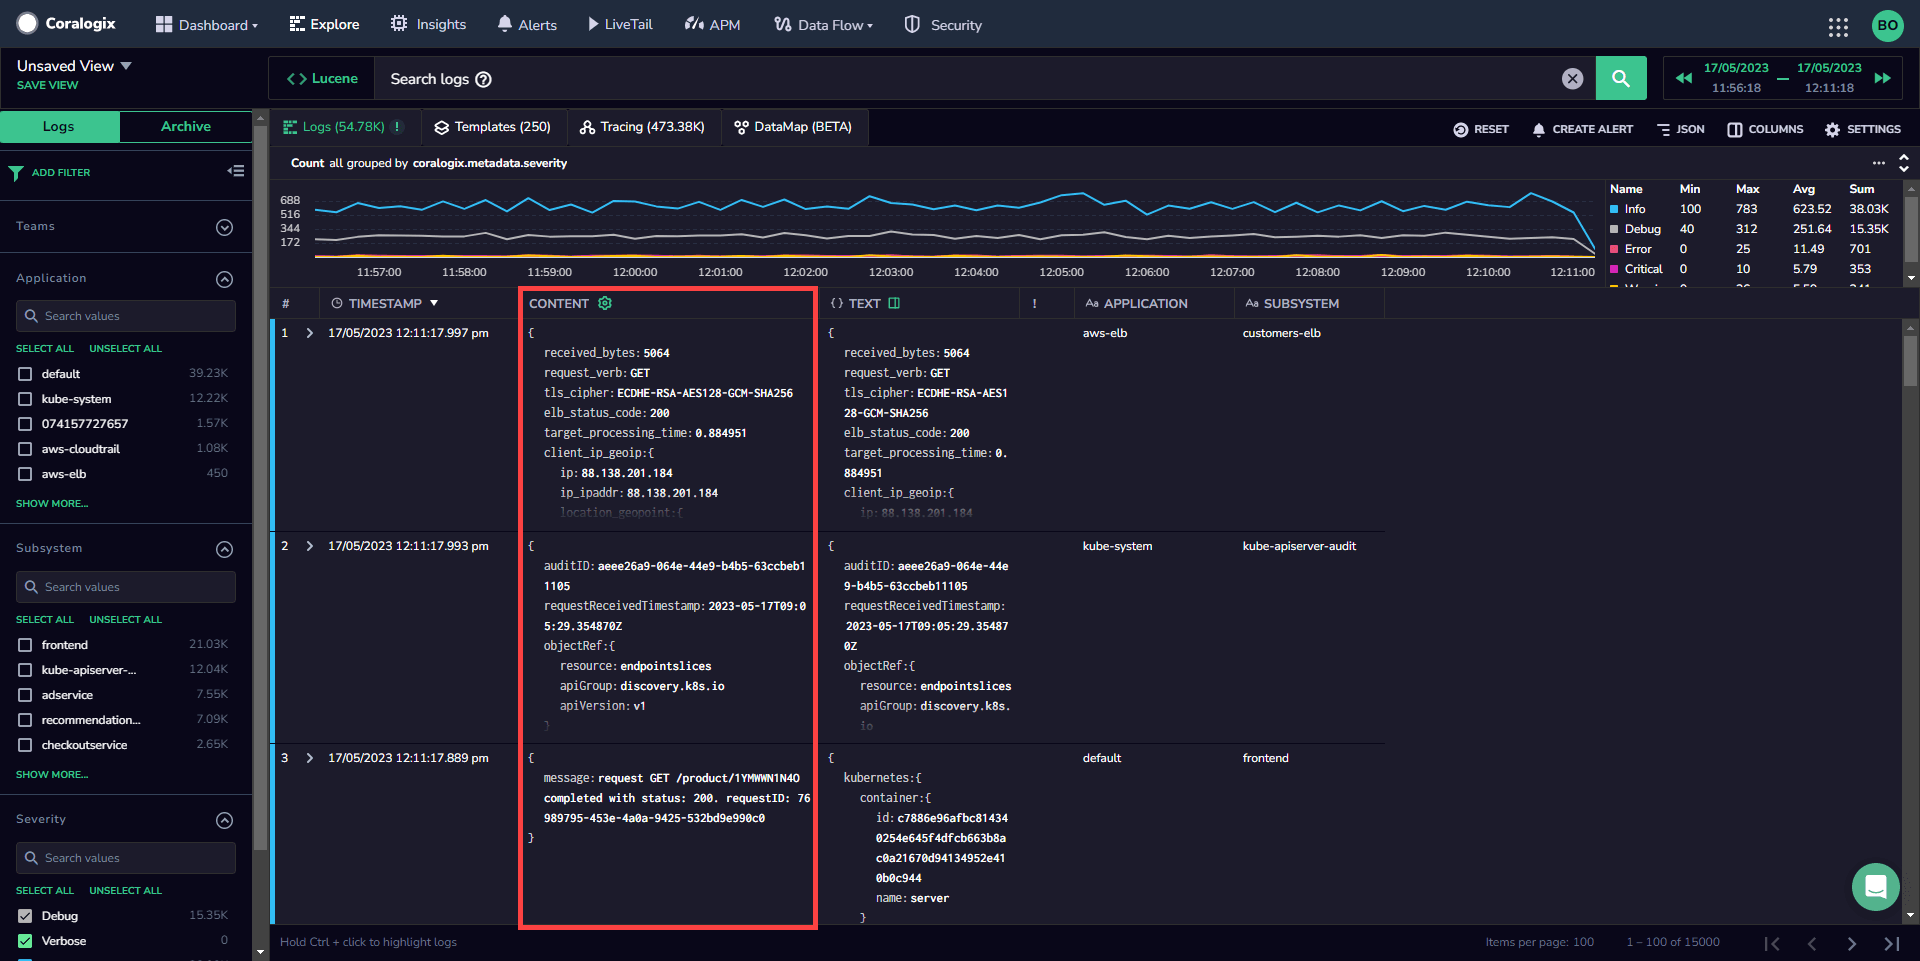 Coralogix
Dashboard
Explore
Insights
Alerts
LiveTail
APM
Data Flow
Security
BO
Unsaved View
SAVE VIEW
<> Lucene
Search logs
17/05/2023 — 17/05/2023
11:56:18 12:11:18
Logs
Archive
Logs (54.78K) !
Templates (250)
Tracing (473.38K)
DataMap (BETA)
RESET
CREATE ALERT
JSON
COLUMNS
SETTINGS
ADD FILTER
Teams
Application
Search values
SELECT ALL UNSELECT ALL
default 39.23K
kube-system 12.22K
074157727657 1.57K
aws-cloudtrail 1.08K
aws-elb 450
SHOW MORE...
Subsystem
Search values
SELECT ALL UNSELECT ALL
frontend 21.03K
kube-apiserver-... 12.04K
adservice 7.55K
recommendation... 7.09K
checkoutservice 2.65K
SHOW MORE...
Severity
Search values
SELECT ALL UNSELECT ALL
Debug 15.35K
Verbose 0
Count all grouped by coralogix.metadata.severity
688
516
344
172
11:57:00 11:58:00 11:59:00 12:00:00 12:01:00 12:02:00 12:03:00 12:04:00 12:05:00 12:06:00 12:07:00 12:08:00 12:09:00 12:10:00 12:11:00
Name Min Max Avg Sum
Info 100 783 623.52 38.03K
Debug 40 312 251.64 15.35K
Error 0 25 11.49 701
Critical 0 10 5.79 353
# TIMESTAMP CONTENT {} TEXT ! Aa APPLICATION Aa SUBSYSTEM
1 17/05/2023 12:11:17.997 pm
{
received_bytes: 5064
request_verb: GET
tls_cipher: ECDHE-RSA-AES128-GCM-SHA256
elb_status_code: 200
target_processing_time: 0.884951
client_ip_geoip:{
ip: 88.138.201.184
ip_ipaddr: 88.138.201.184
location_geopoint:{
{
received_bytes: 5064
request_verb: GET
tls_cipher: ECDHE-RSA-AES1
28-GCM-SHA256
elb_status_code: 200
target_processing_time: 0.
884951
client_ip_geoip:{
ip: 88.138.201.184
aws-elb
customers-elb
2 17/05/2023 12:11:17.993 pm
{
auditID: aeee26a9-064e-44e9-b4b5-63ccbeb1
1105
requestReceivedTimestamp: 2023-05-17T09:0
5:29.354870Z
objectRef:{
resource: endpointslices
apiGroup: discovery.k8s.io
apiVersion: v1
}
{
auditID: aeee26a9-064e-44e
9-b4b5-63ccbeb11105
requestReceivedTimestamp:
2023-05-17T09:05:29.35487
0Z
objectRef:{
resource: endpointslices
apiGroup: discovery.k8s.
io
kube-system
kube-apiserver-audit
3 17/05/2023 12:11:17.889 pm
{
message: request GET /product/1YMWWN1N4O
completed with status: 200. requestID: 76
989795-453e-4a0a-9425-532bd9e990c0
}
{
kubernetes:{
container:{
id: c7886e96afbc81434
0254e645f4dfcb663b8a
c0a21670d94134952e41
0b0c944
name: server
}
default
frontend
Hold Ctrl + click to highlight logs
Items per page: 100
1 – 100 of 15000